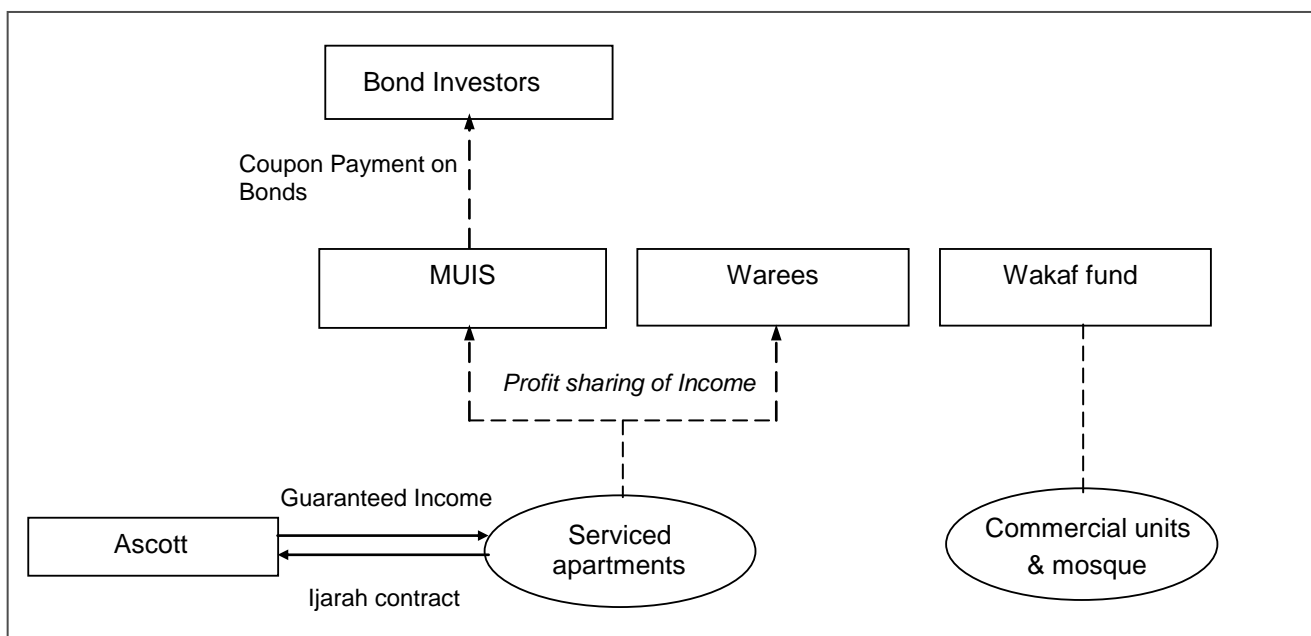 Bond Investors
Coupon Payment on
Bonds
MUIS
Warees
Wakaf fund
Profit sharing of Income
Guaranteed Income
Ascott
Serviced
apartments
Commercial units
& mosque
Ijarah contract